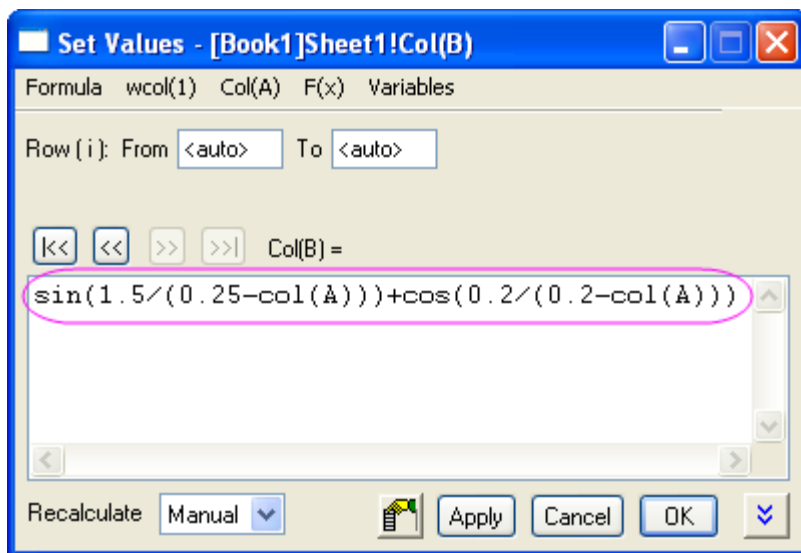 Set Values - [Book1]Sheet1!Col(B)
Formula wcol(1) Col(A) F(x) Variables
Row (i): From <auto> To <auto>
|<< << >> >>| Col(B) =
sin(1.5/(0.25-col(A)))+cos(0.2/(0.2-col(A)))
Recalculate Manual Apply Cancel OK